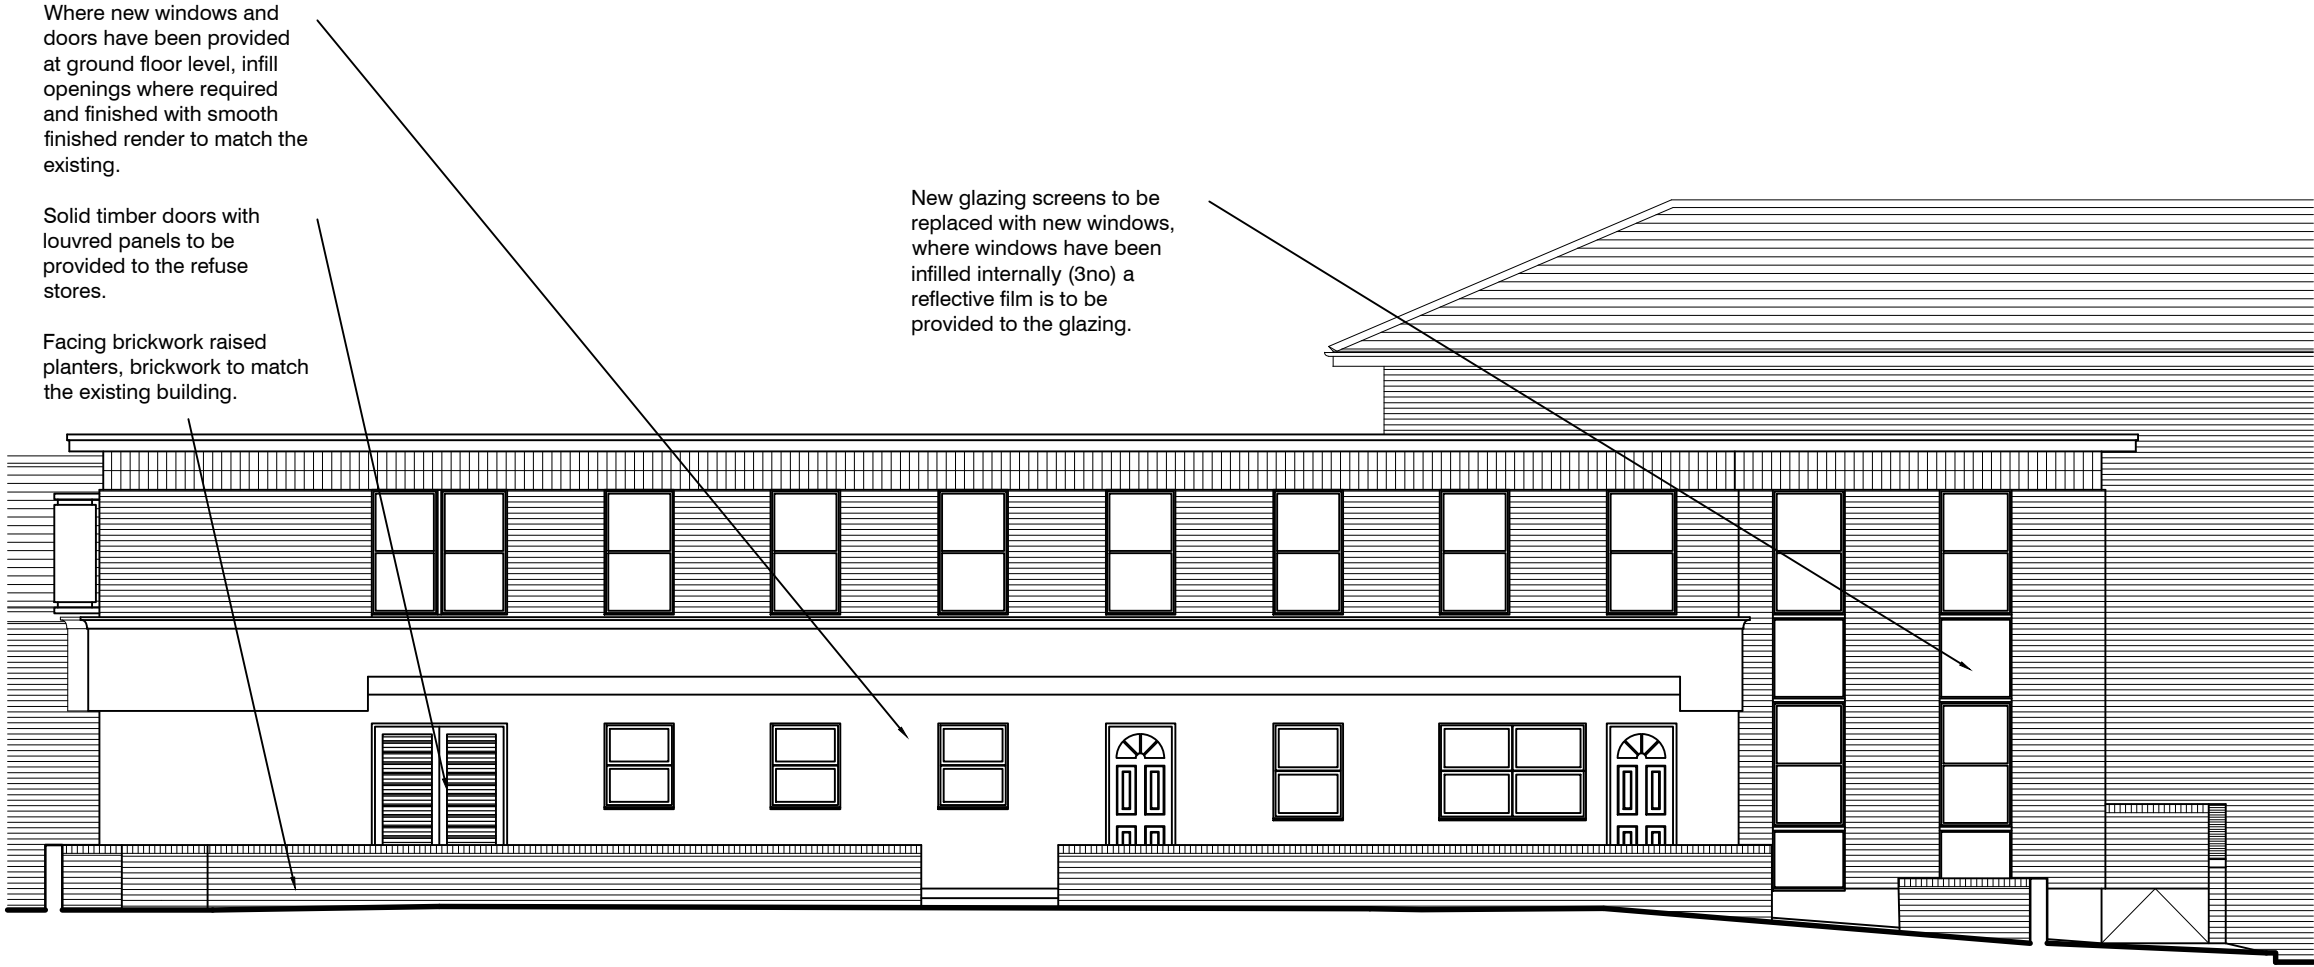 Where new windows and
doors have been provided
at ground floor level, infill
openings where required
and finished with smooth
finished render to match the
existing.
Solid timber doors with
louvred panels to be
provided to the refuse
stores.
Facing brickwork raised
planters, brickwork to match
the existing building.
New glazing screens to be
replaced with new windows,
where windows have been
infilled internally (3no) a
reflective film is to be
provided to the glazing.